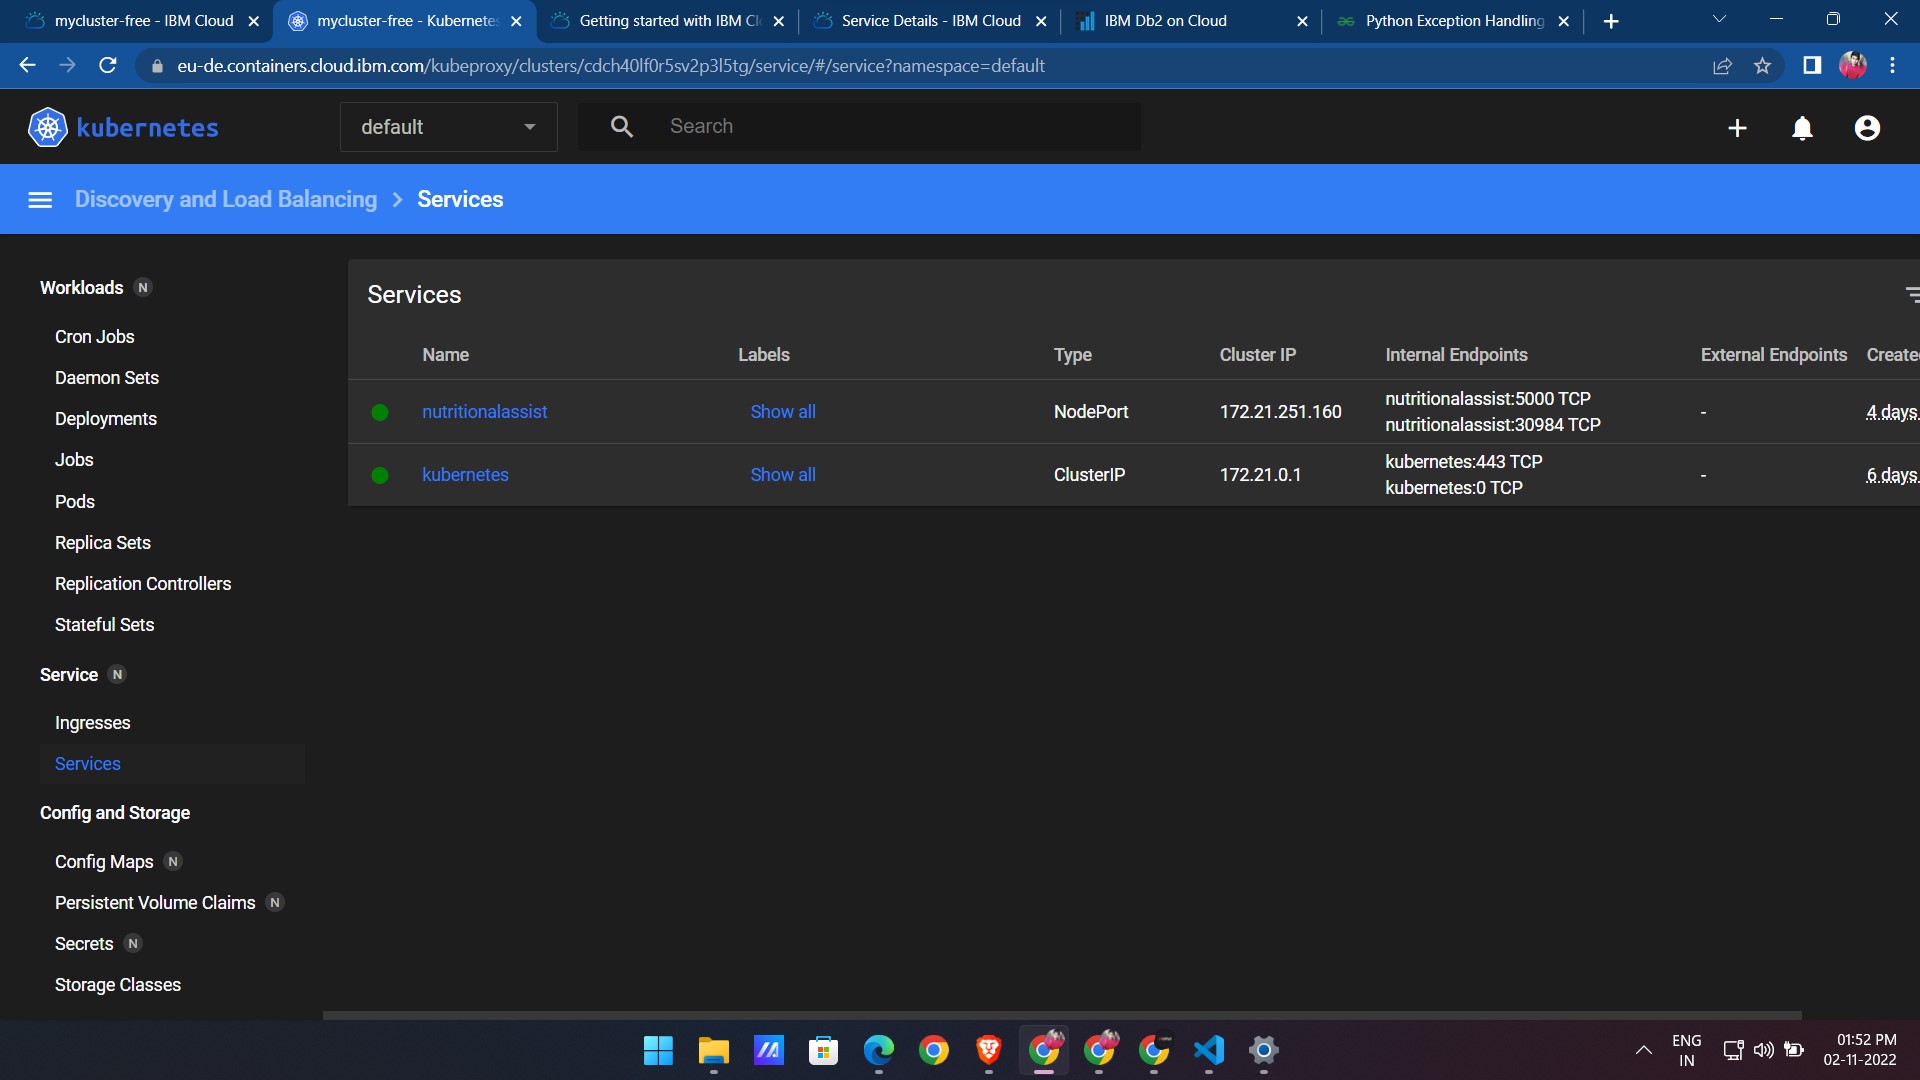 mycluster-free - IBM Cloud
mycluster-free - Kubernetes
Getting started with IBM Cl
Service Details - IBM Cloud
IBM Db2 on Cloud
Python Exception Handling
eu-de.containers.cloud.ibm.com/kubeproxy/clusters/cdch40lf0r5sv2p3l5tg/service/#/service?namespace=default
kubernetes
default
Search
Discovery and Load Balancing > Services
Workloads N
Cron Jobs
Daemon Sets
Deployments
Jobs
Pods
Replica Sets
Replication Controllers
Stateful Sets
Service N
Ingresses
Services
Config and Storage
Config Maps N
Persistent Volume Claims N
Secrets N
Storage Classes
Services
Name Labels Type Cluster IP Internal Endpoints External Endpoints Create
nutritionalassist Show all NodePort 172.21.251.160 nutritionalassist:5000 TCP - 4 days
nutritionalassist:30984 TCP
kubernetes Show all ClusterIP 172.21.0.1 kubernetes:443 TCP - 6 days
kubernetes:0 TCP
ENG
IN
01:52 PM
02-11-2022